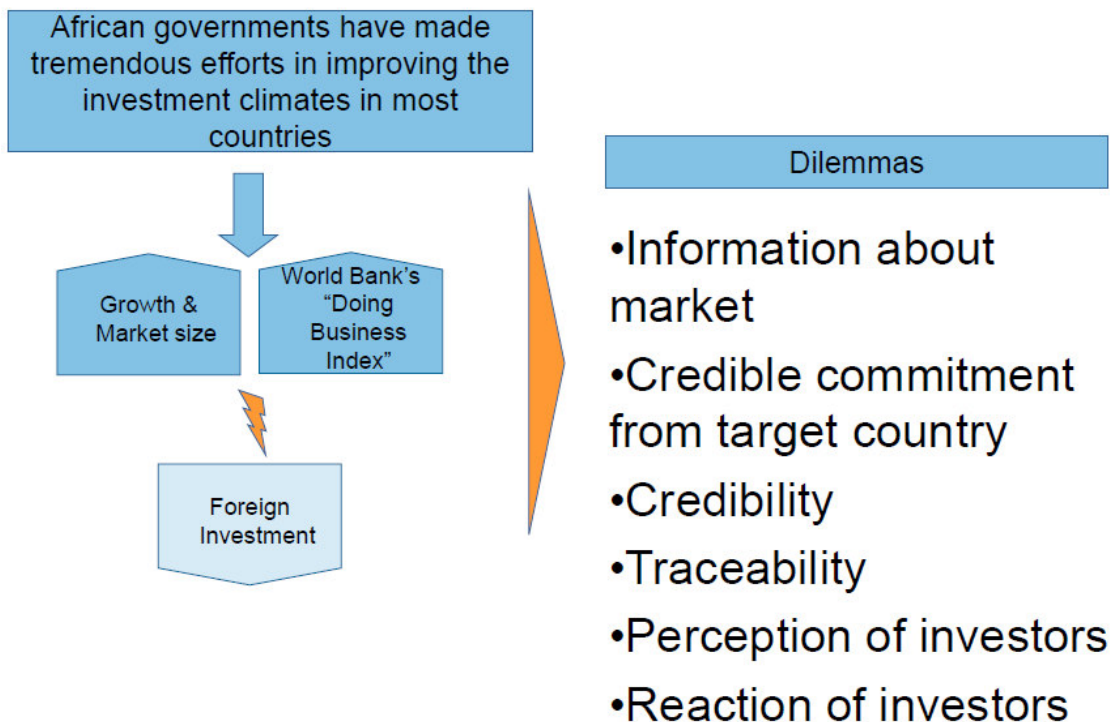 African governments have made
tremendous efforts in improving the
investment climates in most
countries
Growth &
Market size
World Bank's
“Doing
Business
Index”
Foreign
Investment
Dilemmas
•Information about
market
•Credible commitment
from target country
•Credibility
•Traceability
•Perception of investors
•Reaction of investors